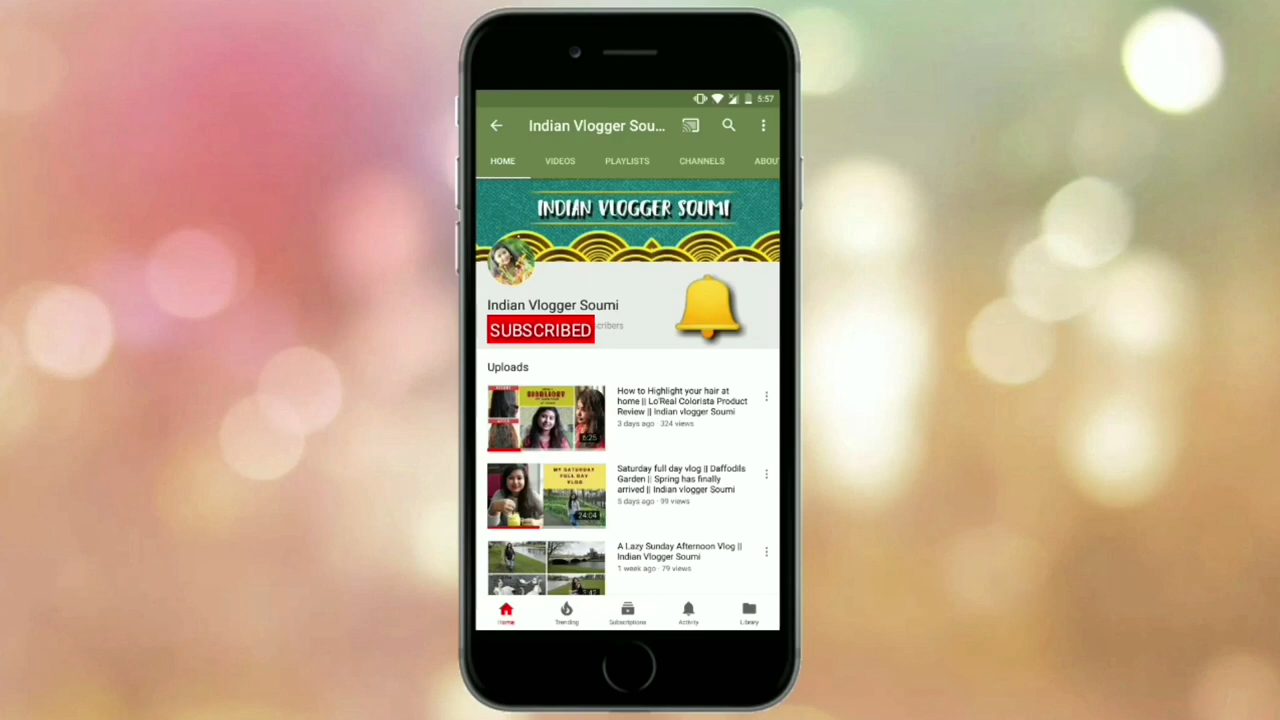 5:57
Indian Vlogger Sou...
HOME VIDEOS PLAYLISTS CHANNELS ABOU
INDIAN VLOGGER SOUMI
Indian Vlogger Soumi
SUBSCRIBED cribers
Uploads
How to Highlight your hair at
home || Lo'Real Colorista Product
Review || Indian vlogger Soumi
3 days ago · 324 views
6:25
MY SATURDAY
FULL DAY
VLOG
24:04
Saturday full day vlog || Daffodils
Garden || Spring has finally
arrived || Indian vlogger Soumi
5 days ago · 99 views
A Lazy Sunday Afternoon Vlog ||
Indian Vlogger Soumi
1 week ago · 79 views
Home Trending Subscriptions Activity Library